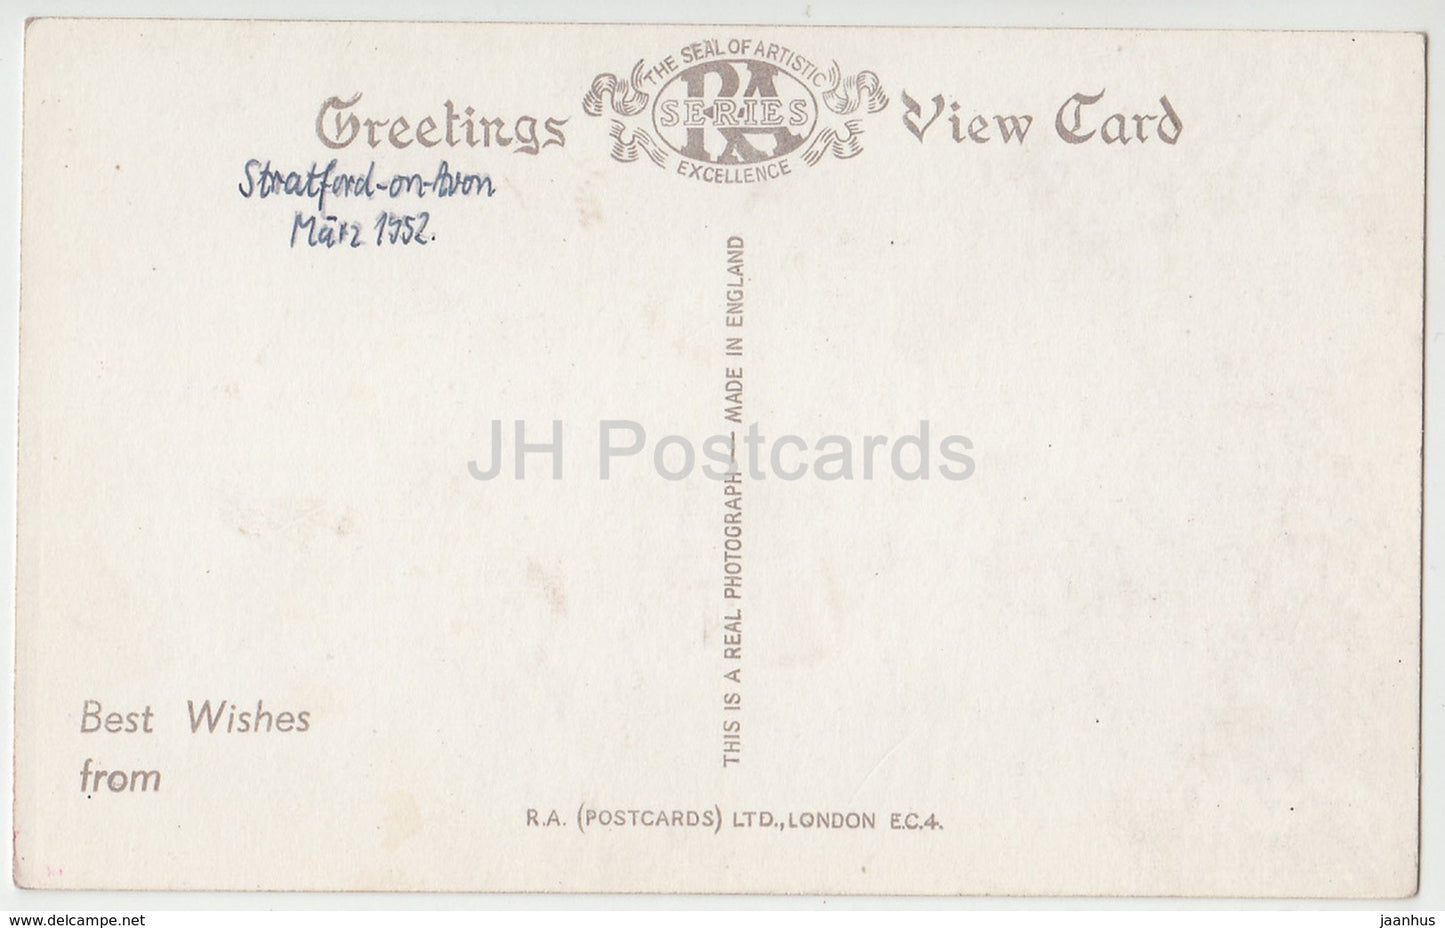 THE SEAL OF ARTISTIC
RA
SERIES
EXCELLENCE
Greetings
View Card
Stratford-on-Avon
März 1952.
THIS IS A REAL PHOTOGRAPH — MADE IN ENGLAND
JH Postcards
Best Wishes
from
R.A. (POSTCARDS) LTD., LONDON E.C.4.
www.delcampe.net
jaanhus